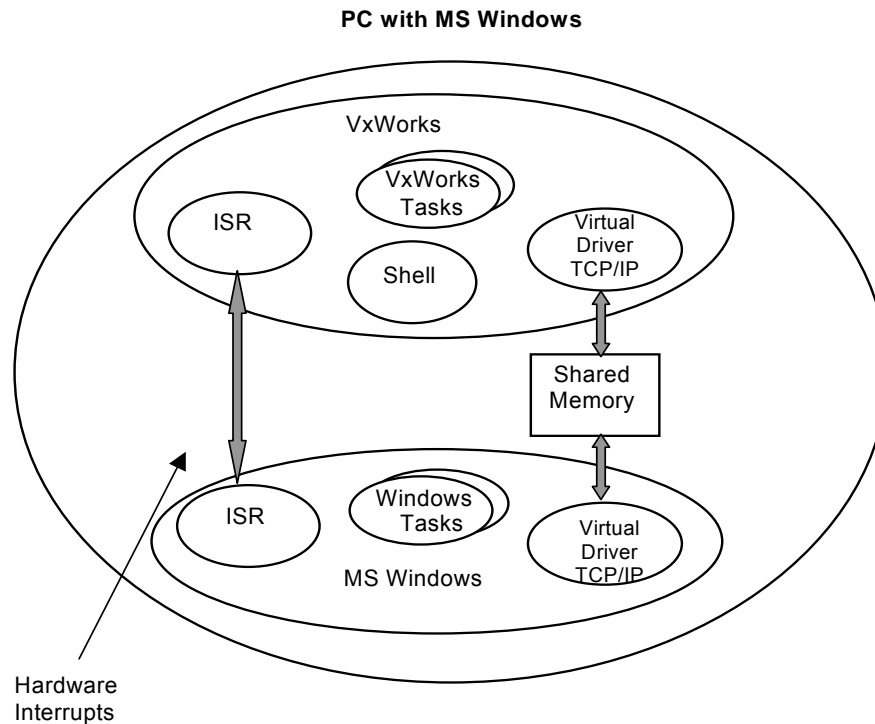 PC with MS Windows
VxWorks
VxWorks
Tasks
ISR
Shell
Virtual
Driver
TCP/IP
Shared
Memory
ISR
Windows
Tasks
Virtual
Driver
TCP/IP
MS Windows
Hardware
Interrupts